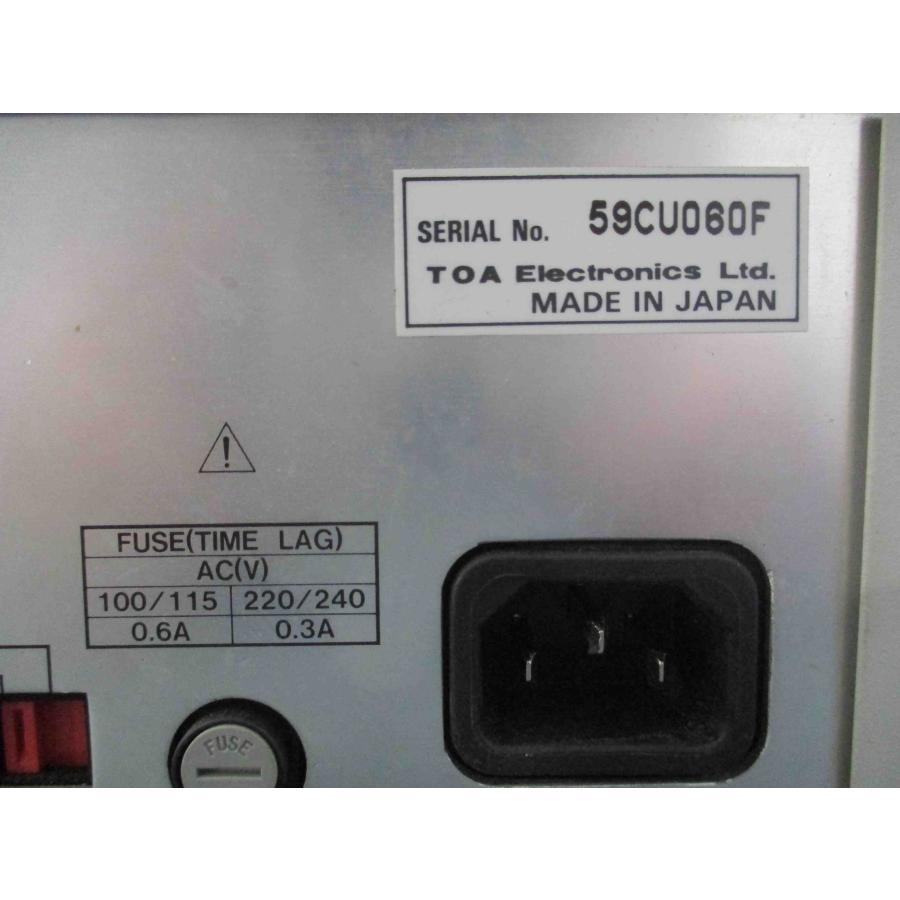 SERIAL No. 59CU060F
TOA Electronics Ltd.
MADE IN JAPAN
FUSE(TIME LAG)
AC(V)
100/115 220/240
0.6A 0.3A
FUSE